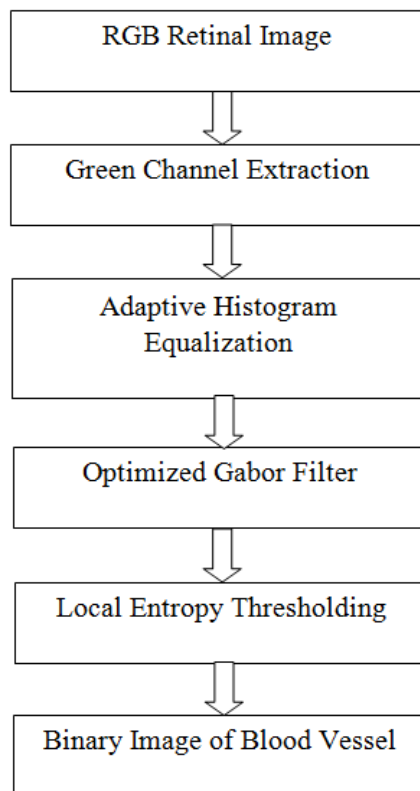 RGB Retinal Image
Green Channel Extraction
Adaptive Histogram
Equalization
Optimized Gabor Filter
Local Entropy Thresholding
Binary Image of Blood Vessel